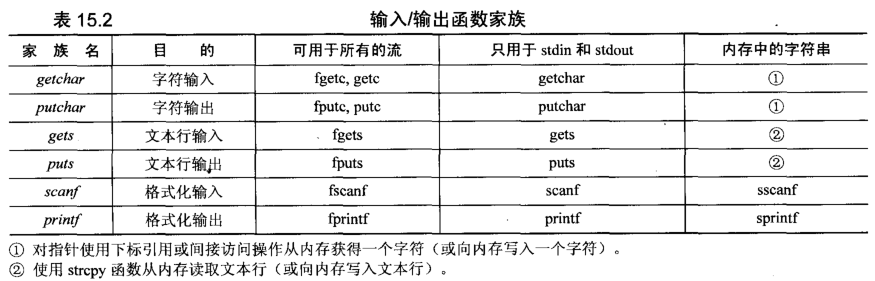 表 15.2 输入/输出函数家族
家 族 名 目 的 可用于所有的流 只用于 stdin 和 stdout 内存中的字符串
getchar 字符输入 fgetc, getc getchar ①
putchar 字符输出 fputc, putc putchar ①
gets 文本行输入 fgets gets ②
puts 文本行输出 fputs puts ②
scanf 格式化输入 fscanf scanf sscanf
printf 格式化输出 fprintf printf sprintf
① 对指针使用下标引用或间接访问操作从内存获得一个字符（或向内存写入一个字符）。
② 使用 strcpy 函数从内存读取文本行（或向内存写入文本行）。